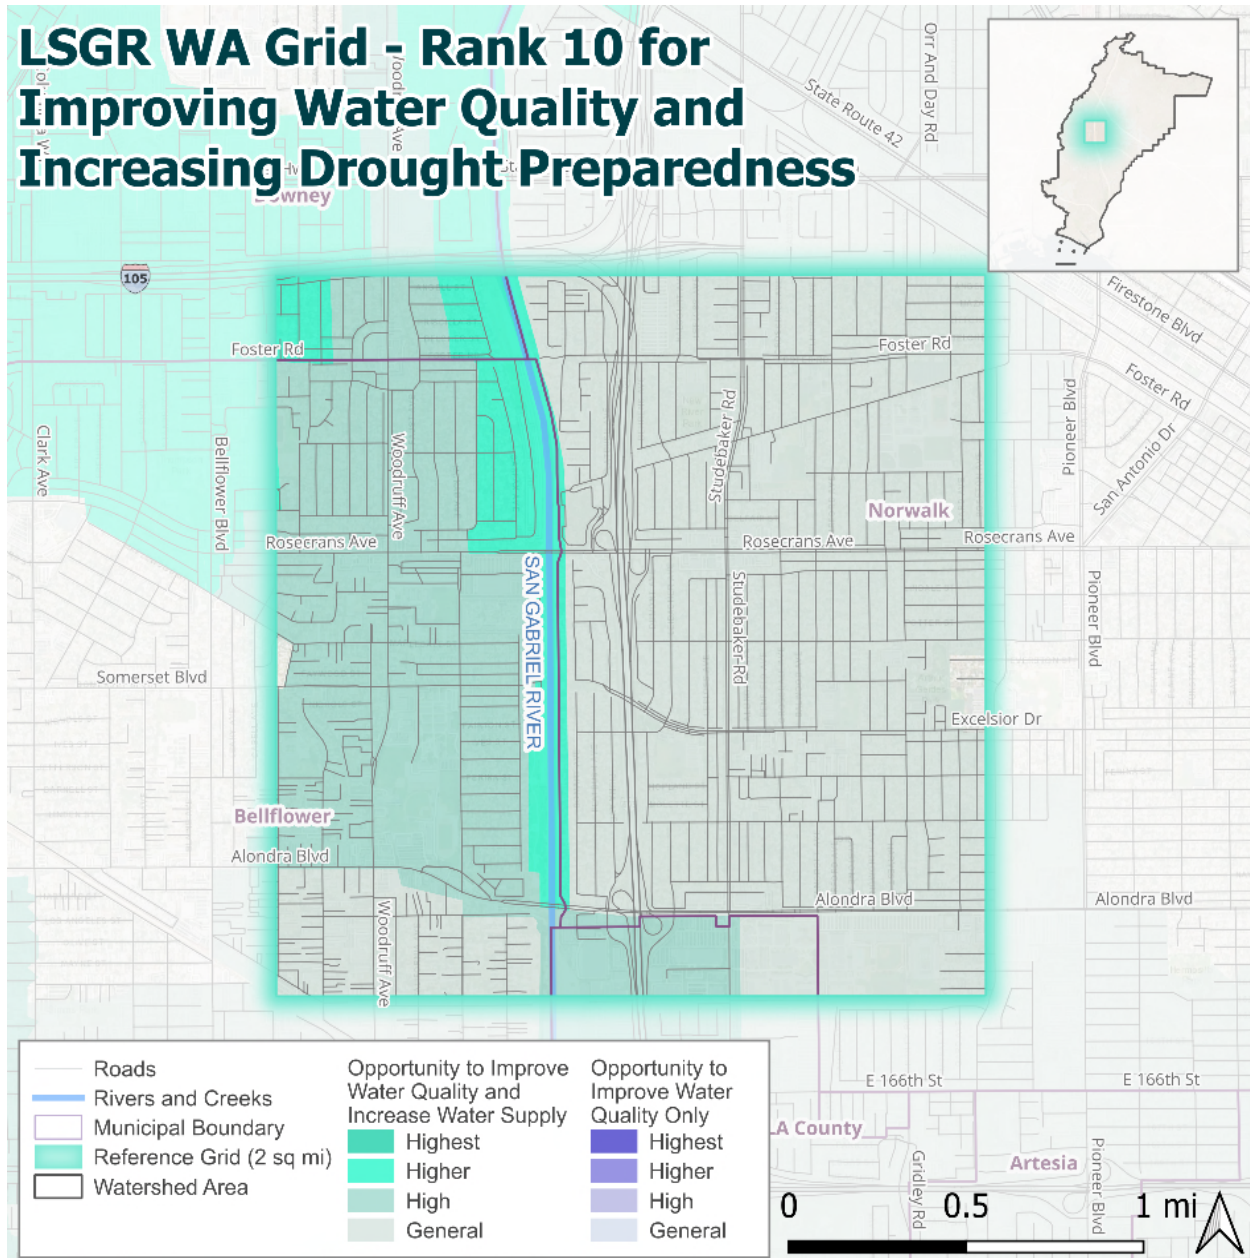 LSGR WA Grid - Rank 10 for
Improving Water Quality and
Increasing Drought Preparedness
Orr And Day Rd
State Route 42
Downey
105
Firestone Blvd
Foster Rd
Foster Rd
Foster Rd
Pioneer Blvd
San Antonio Dr
Clark Ave
Bellflower Blvd
Woodruff Ave
Studebaker Rd
Norwalk
Rosecrans Ave
Rosecrans Ave
Rosecrans Ave
SAN GABRIEL RIVER
Studebaker Rd
Pioneer Blvd
Somerset Blvd
Excelsior Dr
Bellflower
Alondra Blvd
Alondra Blvd
Alondra Blvd
Woodruff Ave
E 166th St
E 166th St
LA County
Artesia
Gridley Rd
Pioneer Blvd
Roads
Rivers and Creeks
Municipal Boundary
Reference Grid (2 sq mi)
Watershed Area
Opportunity to Improve
Water Quality and
Increase Water Supply
Highest
Higher
High
General
Opportunity to
Improve Water
Quality Only
Highest
Higher
High
General
0 0.5 1 mi